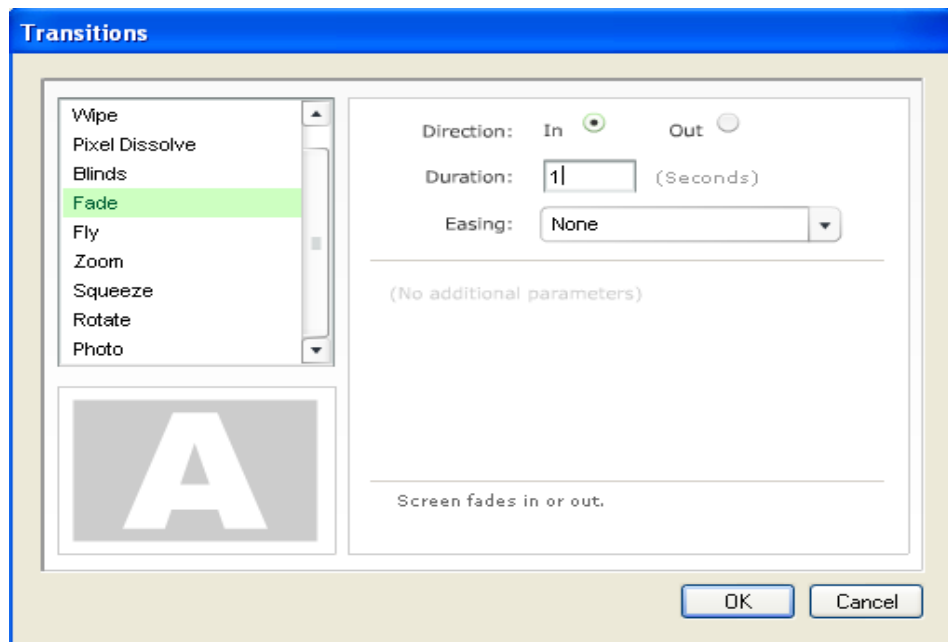 Transitions
Wipe
Pixel Dissolve
Blinds
Fade
Fly
Zoom
Squeeze
Rotate
Photo
A
Direction: In Out
Duration: 1 (Seconds)
Easing: None
(No additional parameters)
Screen fades in or out.
OK Cancel